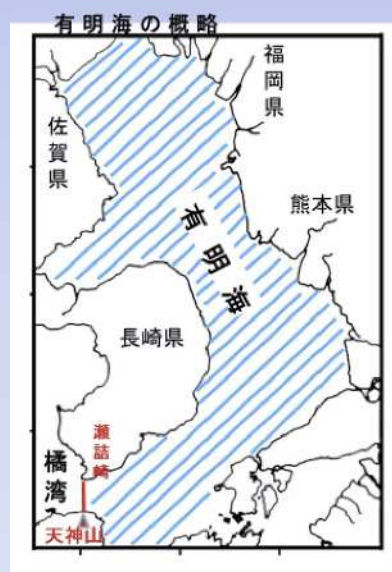 有明海の概略
福岡県
佐賀県
熊本県
有明海
長崎県
瀬詰崎
橘湾
天神山